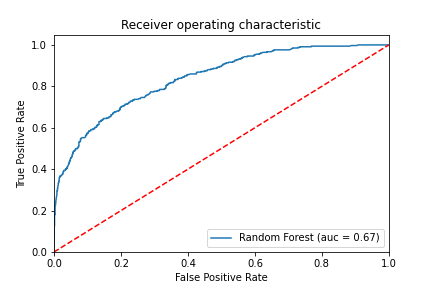 Receiver operating characteristic
True Positive Rate
1.0
0.8
0.6
0.4
0.2
0.0
Random Forest (auc = 0.67)
0.0 0.2 0.4 0.6 0.8 1.0
False Positive Rate